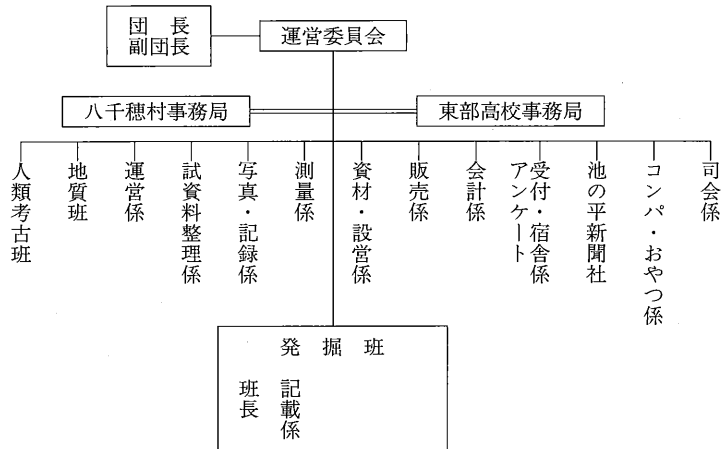 団長
副団長
運営委員会
八千穂村事務局
東部高校事務局
人類考古班
地質班
運営係
試資料整理係
写真・記録係
測量係
資材・設営係
販売係
会計係
受付・宿舎係
アンケート
池の平新聞社
コンパ・おやつ係
司会係
発掘班
記載係
班長